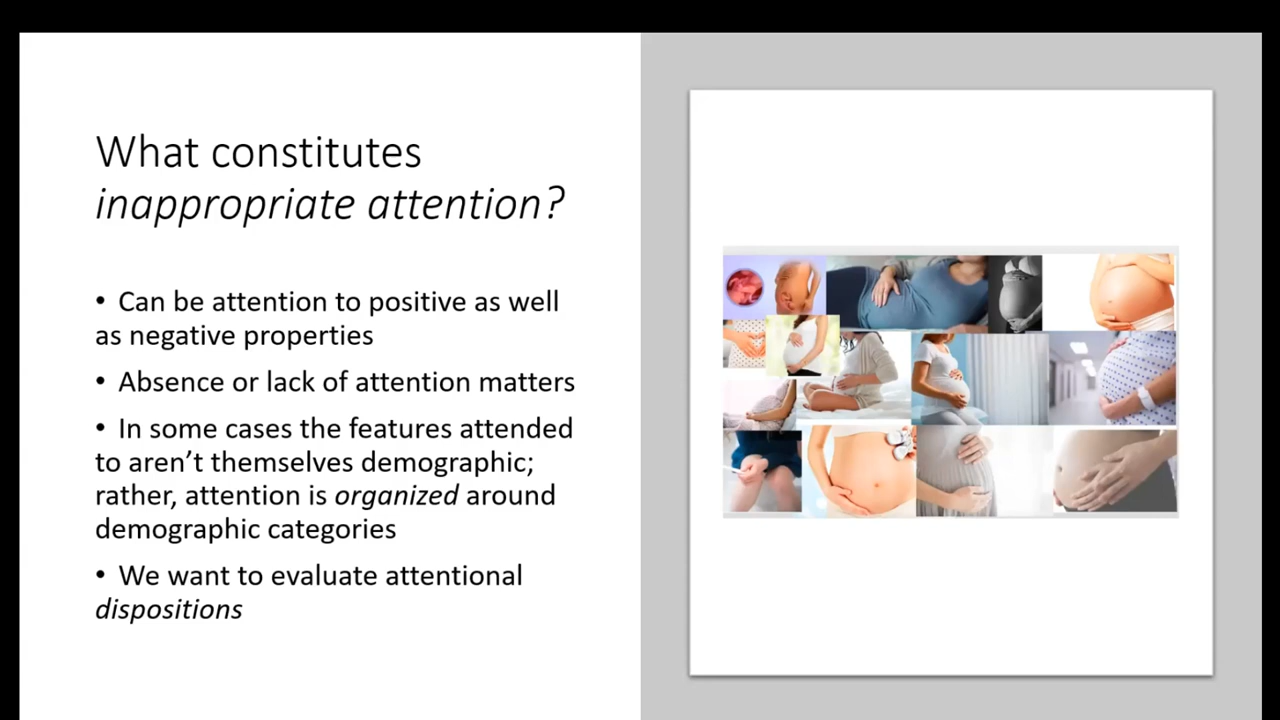 What constitutes
inappropriate attention?
• Can be attention to positive as well
as negative properties
• Absence or lack of attention matters
• In some cases the features attended
to aren’t themselves demographic;
rather, attention is organized around
demographic categories
• We want to evaluate attentional
dispositions